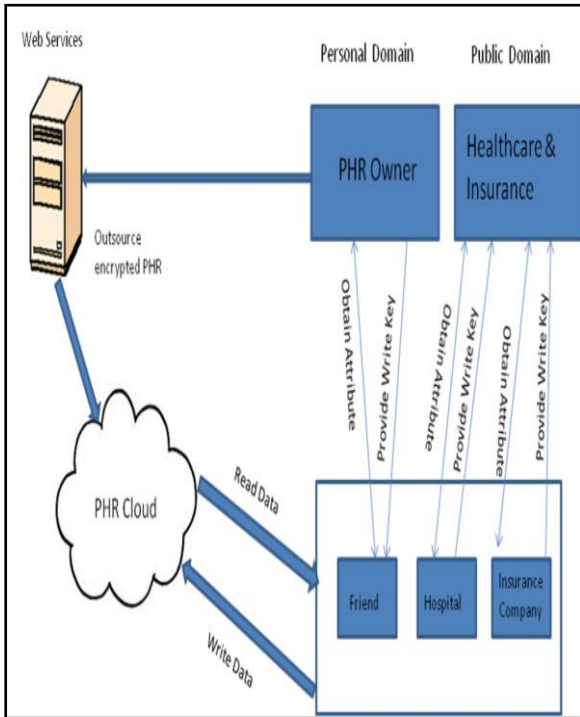 Web Services
Personal Domain
Public Domain
PHR Owner
Healthcare &
Insurance
Outsource
encrypted PHR
Obtain Attribute
Provide Write Key
Obtain Attribute
Provide Write Key
Obtain Attribute
Provide Write Key
PHR Cloud
Read Data
Write Data
Friend
Hospital
Insurance
Company